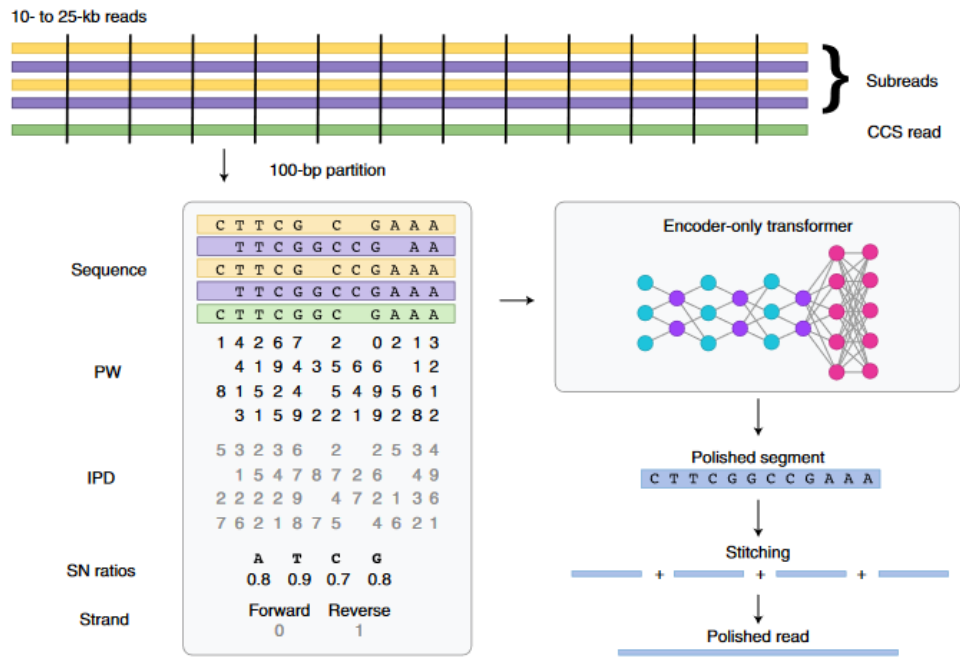 10- to 25-kb reads
Subreads
CCS read
100-bp partition
Sequence
C T T C G C G A A A
T T C G G C C G A A
C T T C G C C G A A A
T T C G G C C G A A A
C T T C G G C G A A A
PW
1 4 2 6 7 2 0 2 1 3
4 1 9 4 3 5 6 6 1 2
8 1 5 2 4 5 4 9 5 6 1
3 1 5 9 2 2 1 9 2 8 2
IPD
5 3 2 3 6 2 2 5 3 4
1 5 4 7 8 7 2 6 4 9
2 2 2 2 9 4 7 2 1 3 6
7 6 2 1 8 7 5 4 6 2 1
SN ratios
A T C G
0.8 0.9 0.7 0.8
Strand
Forward Reverse
0 1
Encoder-only transformer
Polished segment
C T T C G G C C G A A A
Stitching
+ + +
Polished read